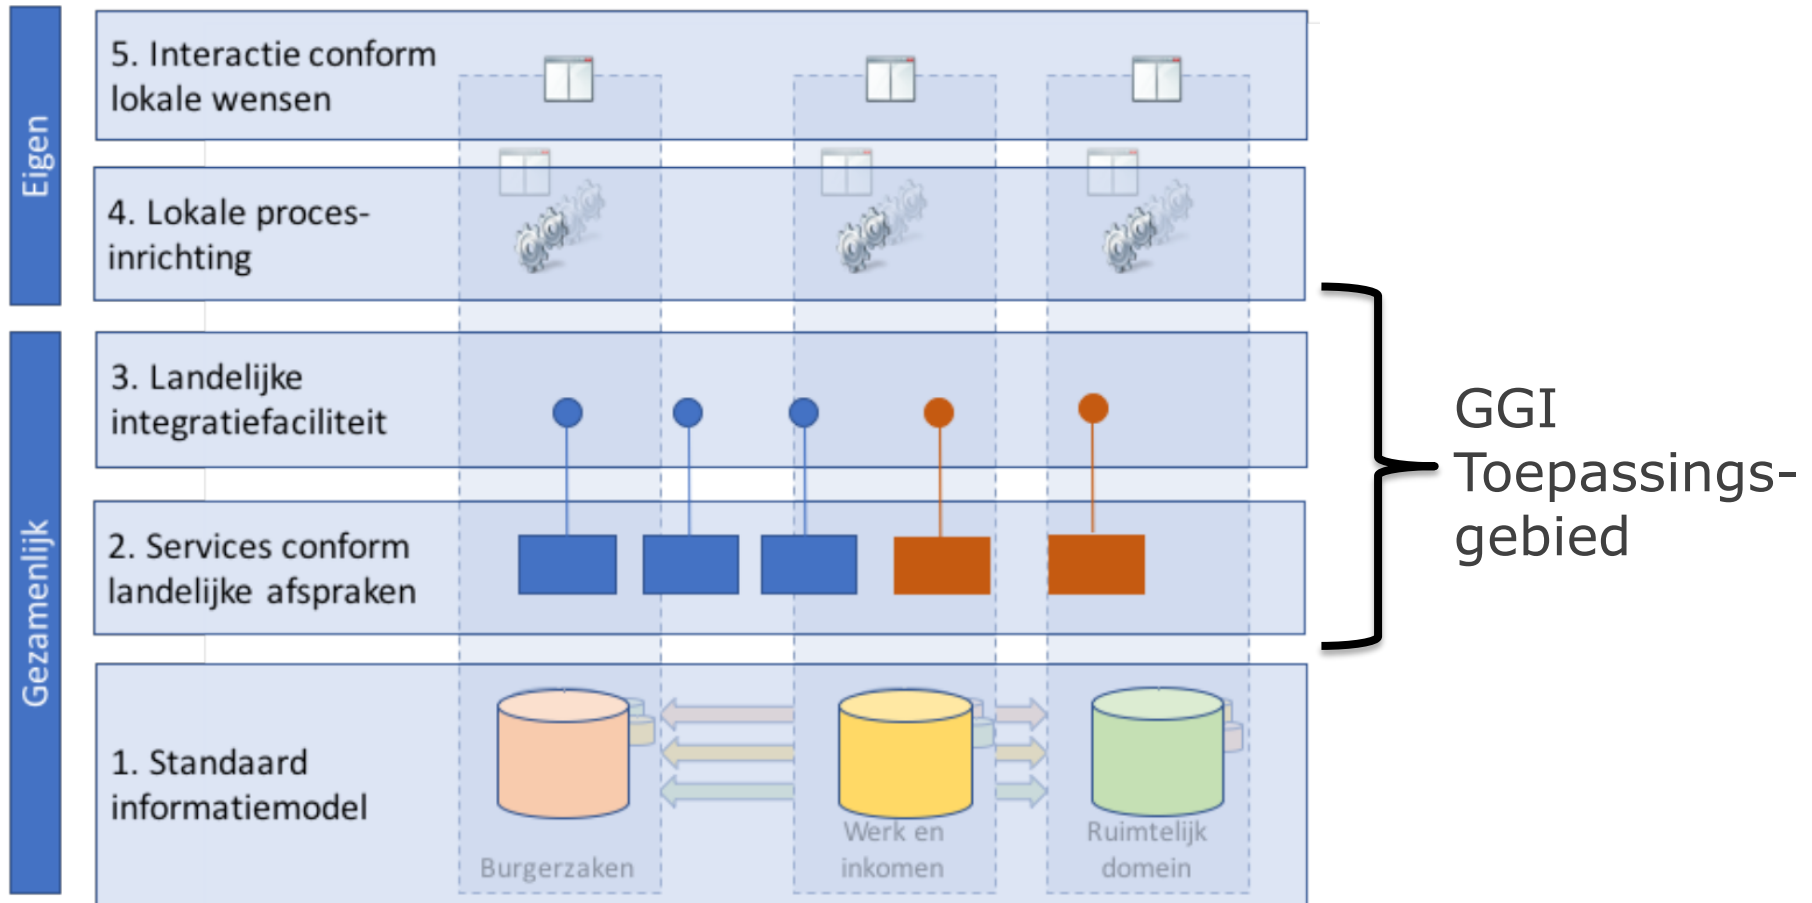 Eigen
5. Interactie conform
lokale wensen
4. Lokale proces-
inrichting
Gezamenlijk
3. Landelijke
integratiefaciliteit
2. Services conform
landelijke afspraken
1. Standaard
informatiemodel
Burgerzaken
Werk en
inkomen
Ruimtelijk
domein
GGI
Toepassings-
gebied